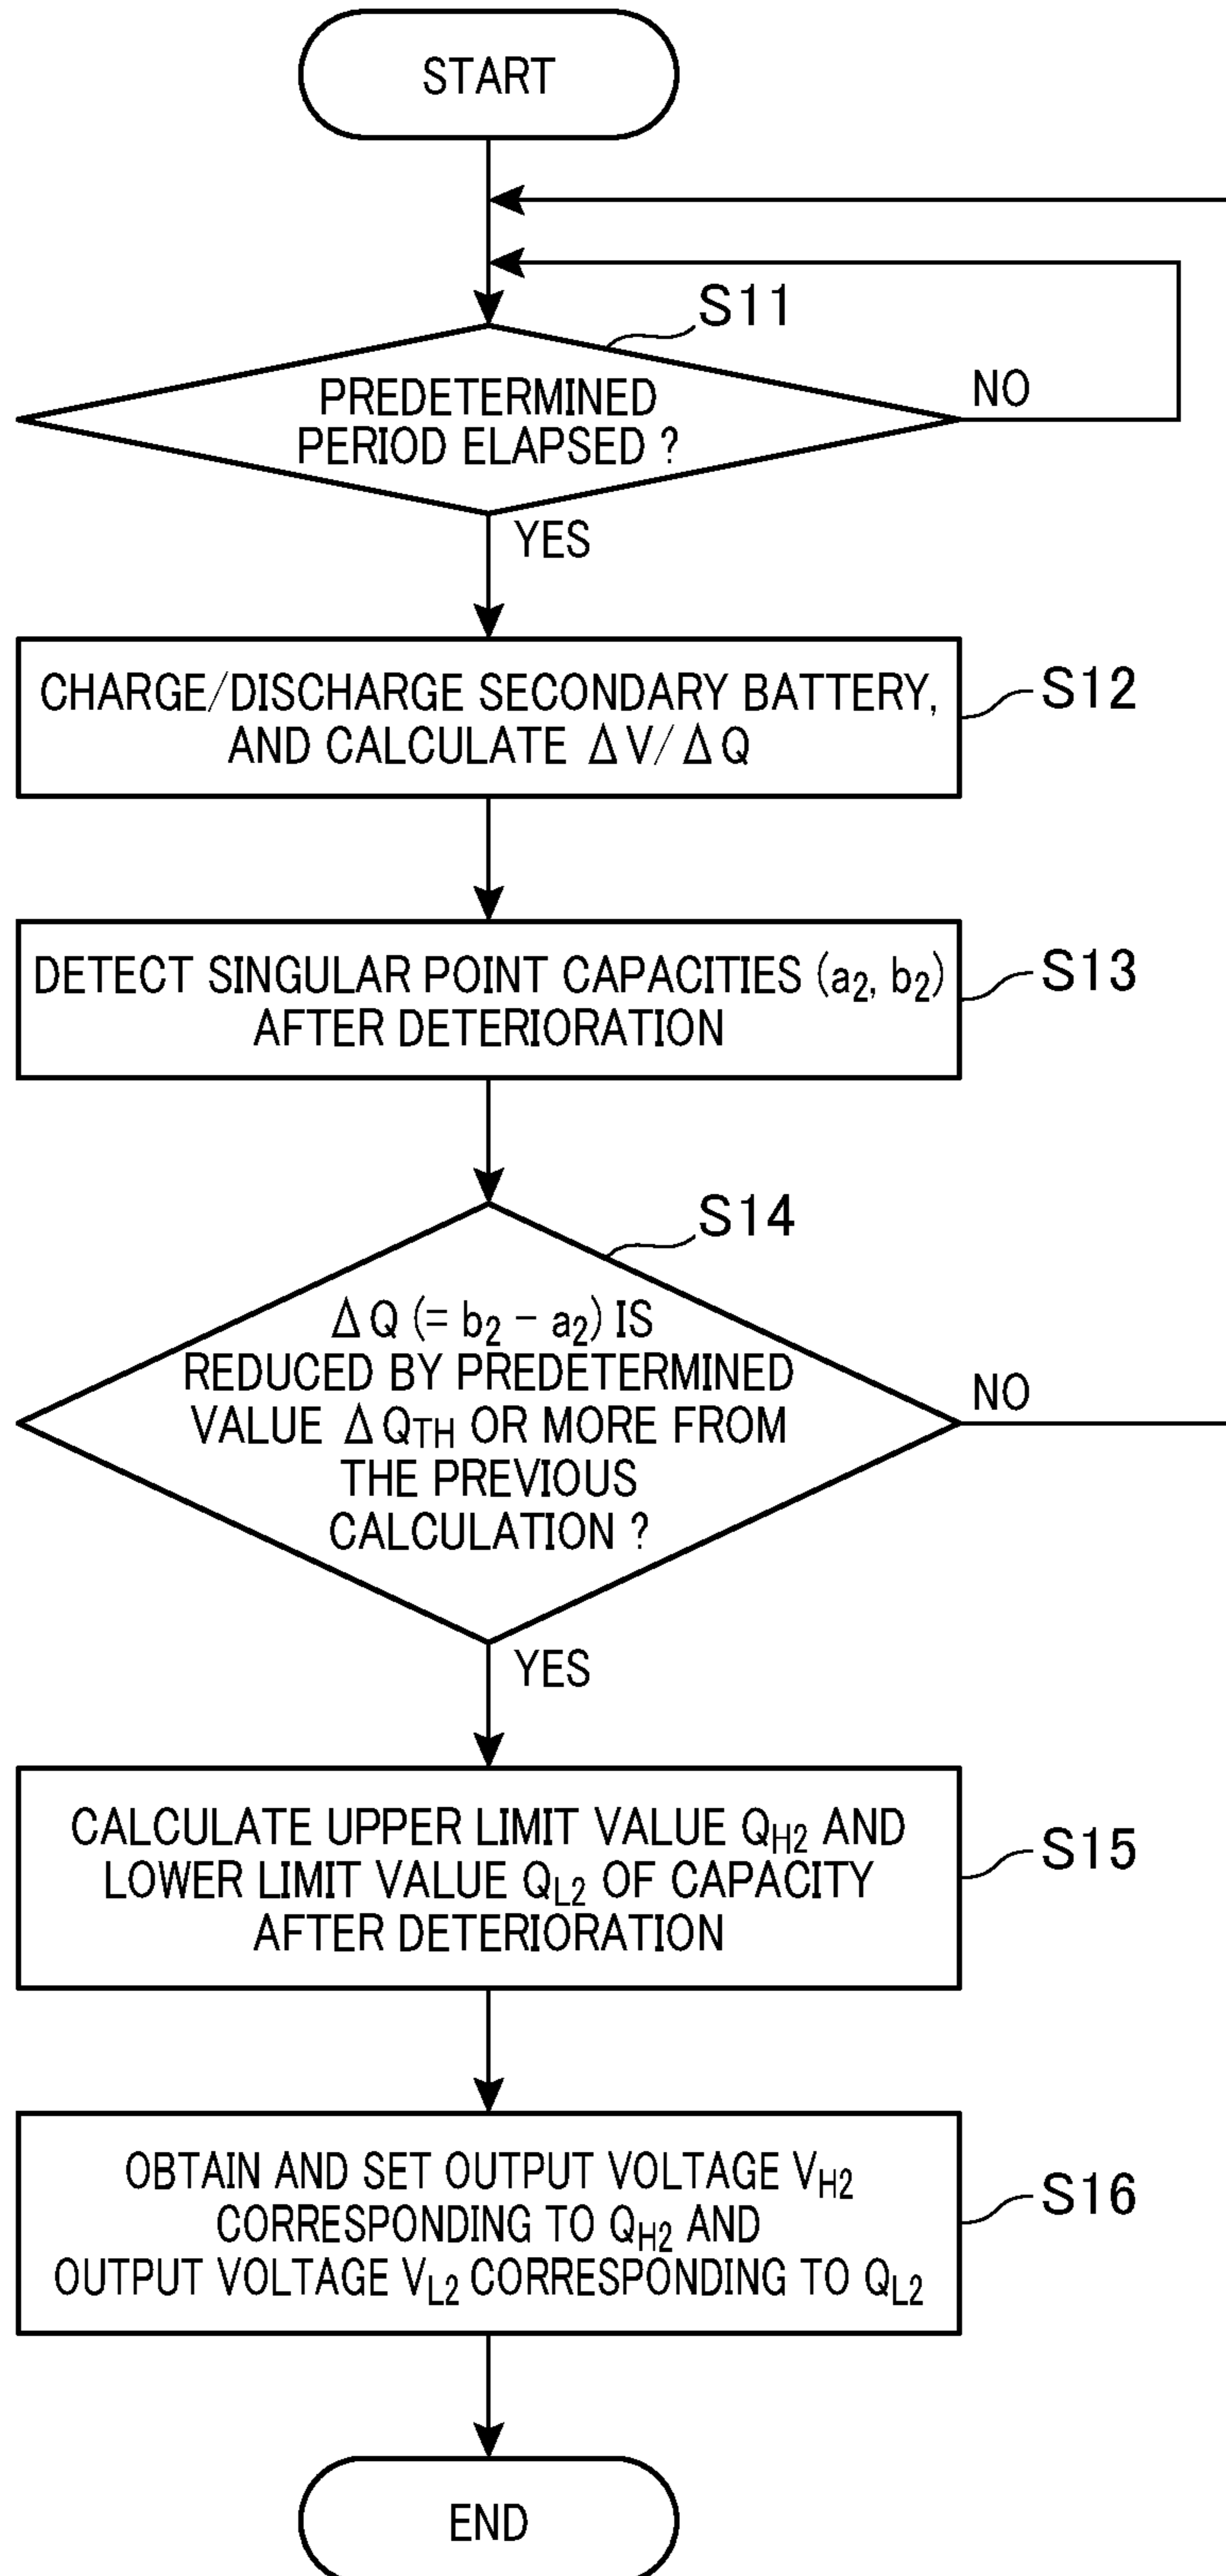 START
S11
PREDETERMINED
PERIOD ELAPSED ?
NO
YES
CHARGE/DISCHARGE SECONDARY BATTERY,
AND CALCULATE ΔV/ΔQ
S12
DETECT SINGULAR POINT CAPACITIES (a₂, b₂)
AFTER DETERIORATION
S13
S14
ΔQ (= b₂ − a₂) IS
REDUCED BY PREDETERMINED
VALUE ΔQTH OR MORE FROM
THE PREVIOUS
CALCULATION ?
NO
YES
CALCULATE UPPER LIMIT VALUE QH2 AND
LOWER LIMIT VALUE QL2 OF CAPACITY
AFTER DETERIORATION
S15
OBTAIN AND SET OUTPUT VOLTAGE VH2
CORRESPONDING TO QH2 AND
OUTPUT VOLTAGE VL2 CORRESPONDING TO QL2
S16
END